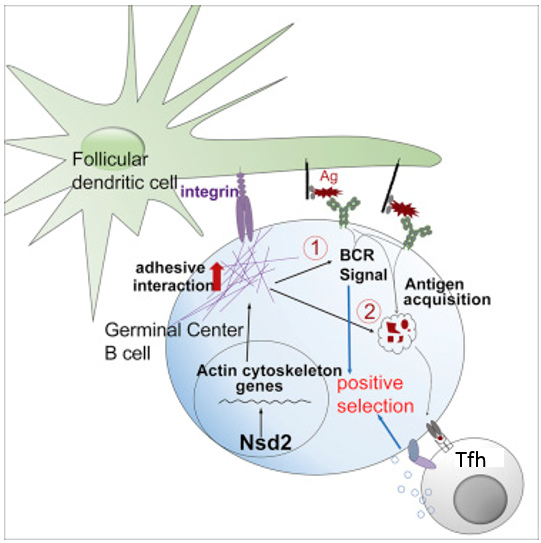 Follicular
dendritic cell
integrin
Ag
adhesive
interaction
1
BCR
Signal
Antigen
acquisition
2
Germinal Center
B cell
Actin cytoskeleton
genes
positive
selection
Nsd2
Tfh